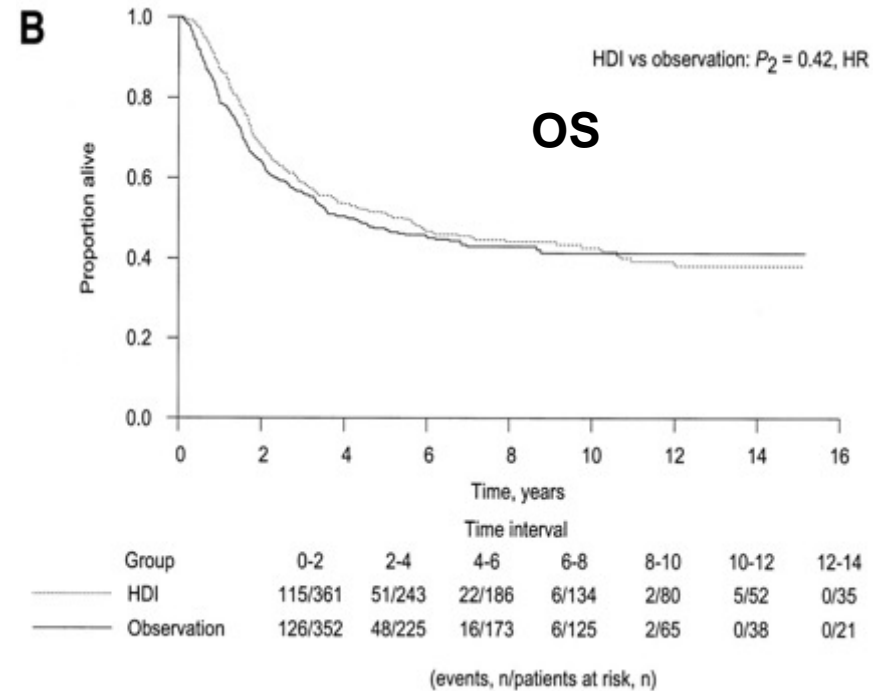 B
HDI vs observation: P2 = 0.42, HR
OS
Proportion alive
1.0
0.8
0.6
0.4
0.2
0.0
0 2 4 6 8 10 12 14 16
Time, years
Time interval
Group 0-2 2-4 4-6 6-8 8-10 10-12 12-14
HDI 115/361 51/243 22/186 6/134 2/80 5/52 0/35
Observation 126/352 48/225 16/173 6/125 2/65 0/38 0/21
(events, n/patients at risk, n)